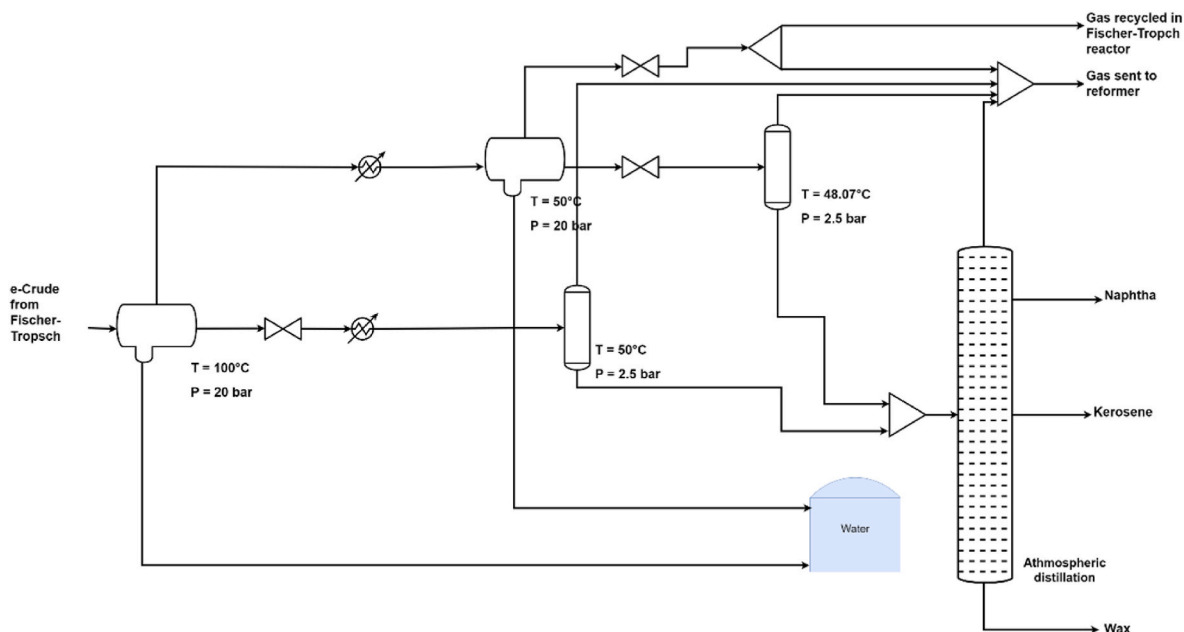 Gas recycled in
Fischer-Tropch
reactor
Gas sent to
reformer
T = 50°C
P = 20 bar
T = 48.07°C
P = 2.5 bar
e-Crude
from
Fischer-
Tropsch
Naphtha
T = 50°C
P = 2.5 bar
T = 100°C
P = 20 bar
Kerosene
Water
Athmospheric
distillation
Wax